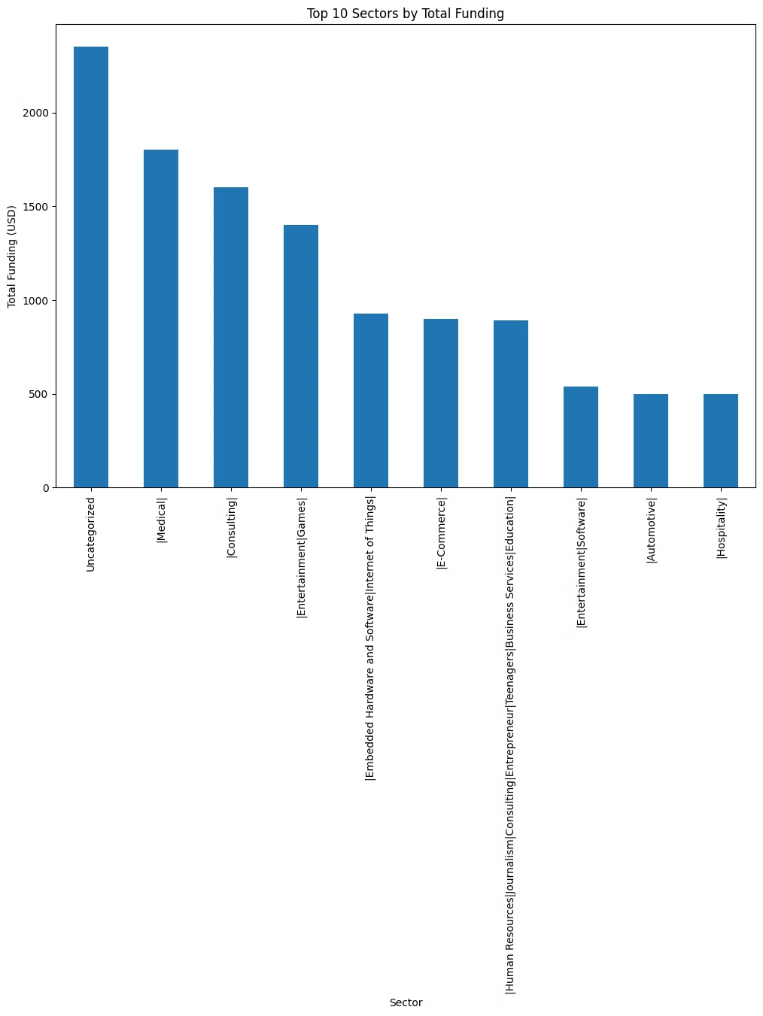 Top 10 Sectors by Total Funding
Total Funding (USD)
2000
1500
1000
500
0
Uncategorized
|Medical|
|Consulting|
|Entertainment|Games|
|Embedded Hardware and Software|Internet of Things|
|E-Commerce|
|Human Resources|Journalism|Consulting|Entrepreneur|Teenagers|Business Services|Education|
|Entertainment|Software|
|Automotive|
|Hospitality|
Sector